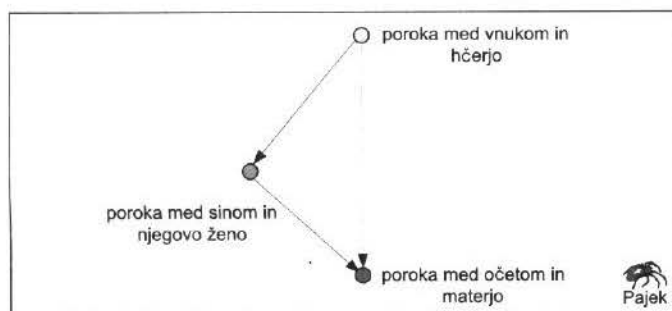 poroka med vnukom in
hčerjo
poroka med sinom in
njegovo ženo
poroka med očetom in
materjo
Pajek